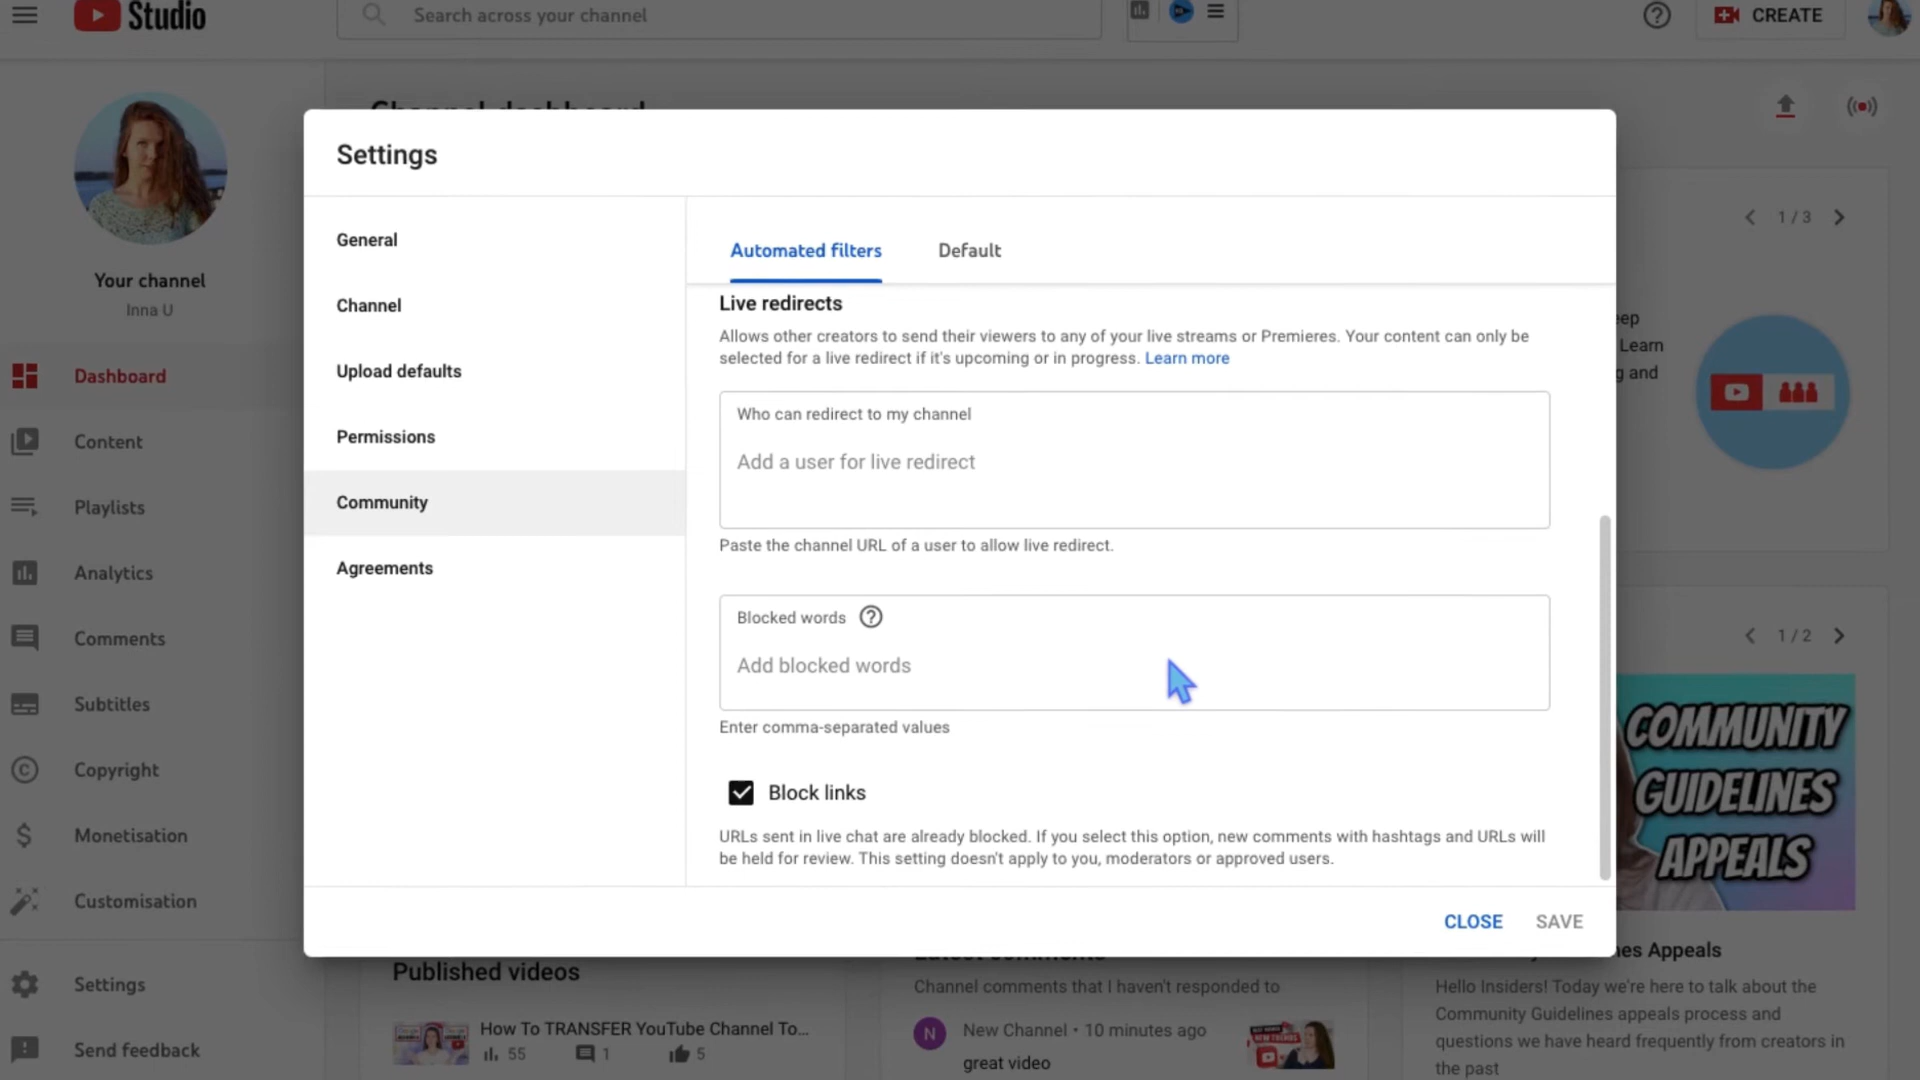 Studio
Search across your channel
CREATE
Channel dashboard
Your channel
Inna U
Dashboard
Content
Playlists
Analytics
Comments
Subtitles
Copyright
Monetisation
Customisation
Settings
Send feedback
Settings
General
Channel
Upload defaults
Permissions
Community
Agreements
Automated filters
Default
Live redirects
Allows other creators to send their viewers to any of your live streams or Premieres. Your content can only be
selected for a live redirect if it's upcoming or in progress. Learn more
Who can redirect to my channel
Add a user for live redirect
Paste the channel URL of a user to allow live redirect.
Blocked words ?
Add blocked words
Enter comma-separated values
Block links
URLs sent in live chat are already blocked. If you select this option, new comments with hashtags and URLs will
be held for review. This setting doesn't apply to you, moderators or approved users.
CLOSE SAVE
1 / 3
Learn
g and
1 / 2
COMMUNITY
GUIDELINES
APPEALS
nes Appeals
Hello Insiders! Today we're here to talk about the
Community Guidelines appeals process and
questions we have heard frequently from creators in
the past
Published videos
How To TRANSFER YouTube Channel To...
55 1 5
Channel comments that I haven't responded to
N
New Channel • 10 minutes ago
great video